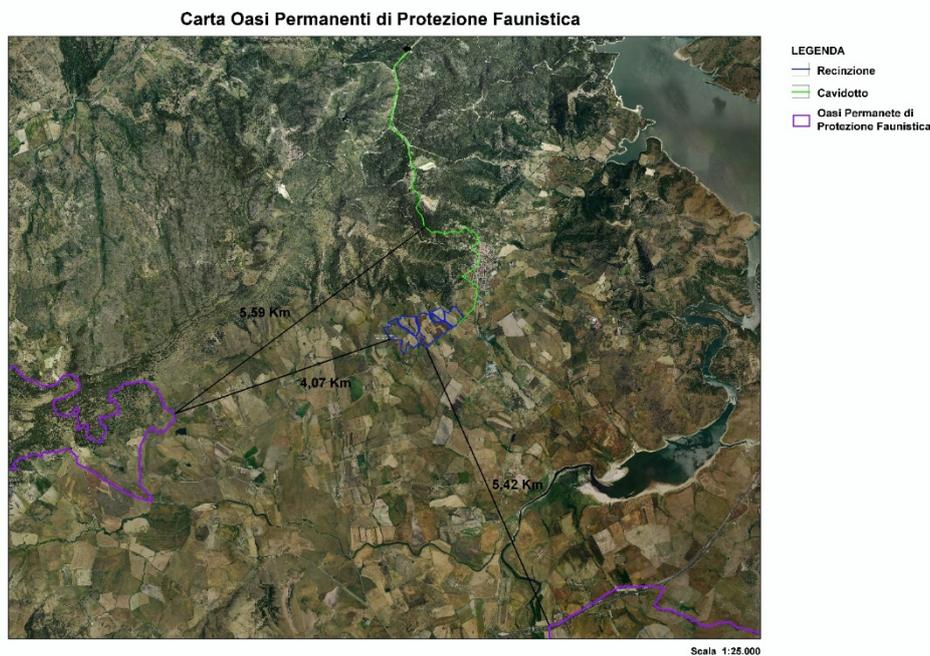 Carta Oasi Permanenti di Protezione Faunistica
LEGENDA
Recinzione
Cavidotto
Oasi Permanete di
Protezione Faunistica
5,59 Km
4,07 Km
5,42 Km
Scala 1:25.000